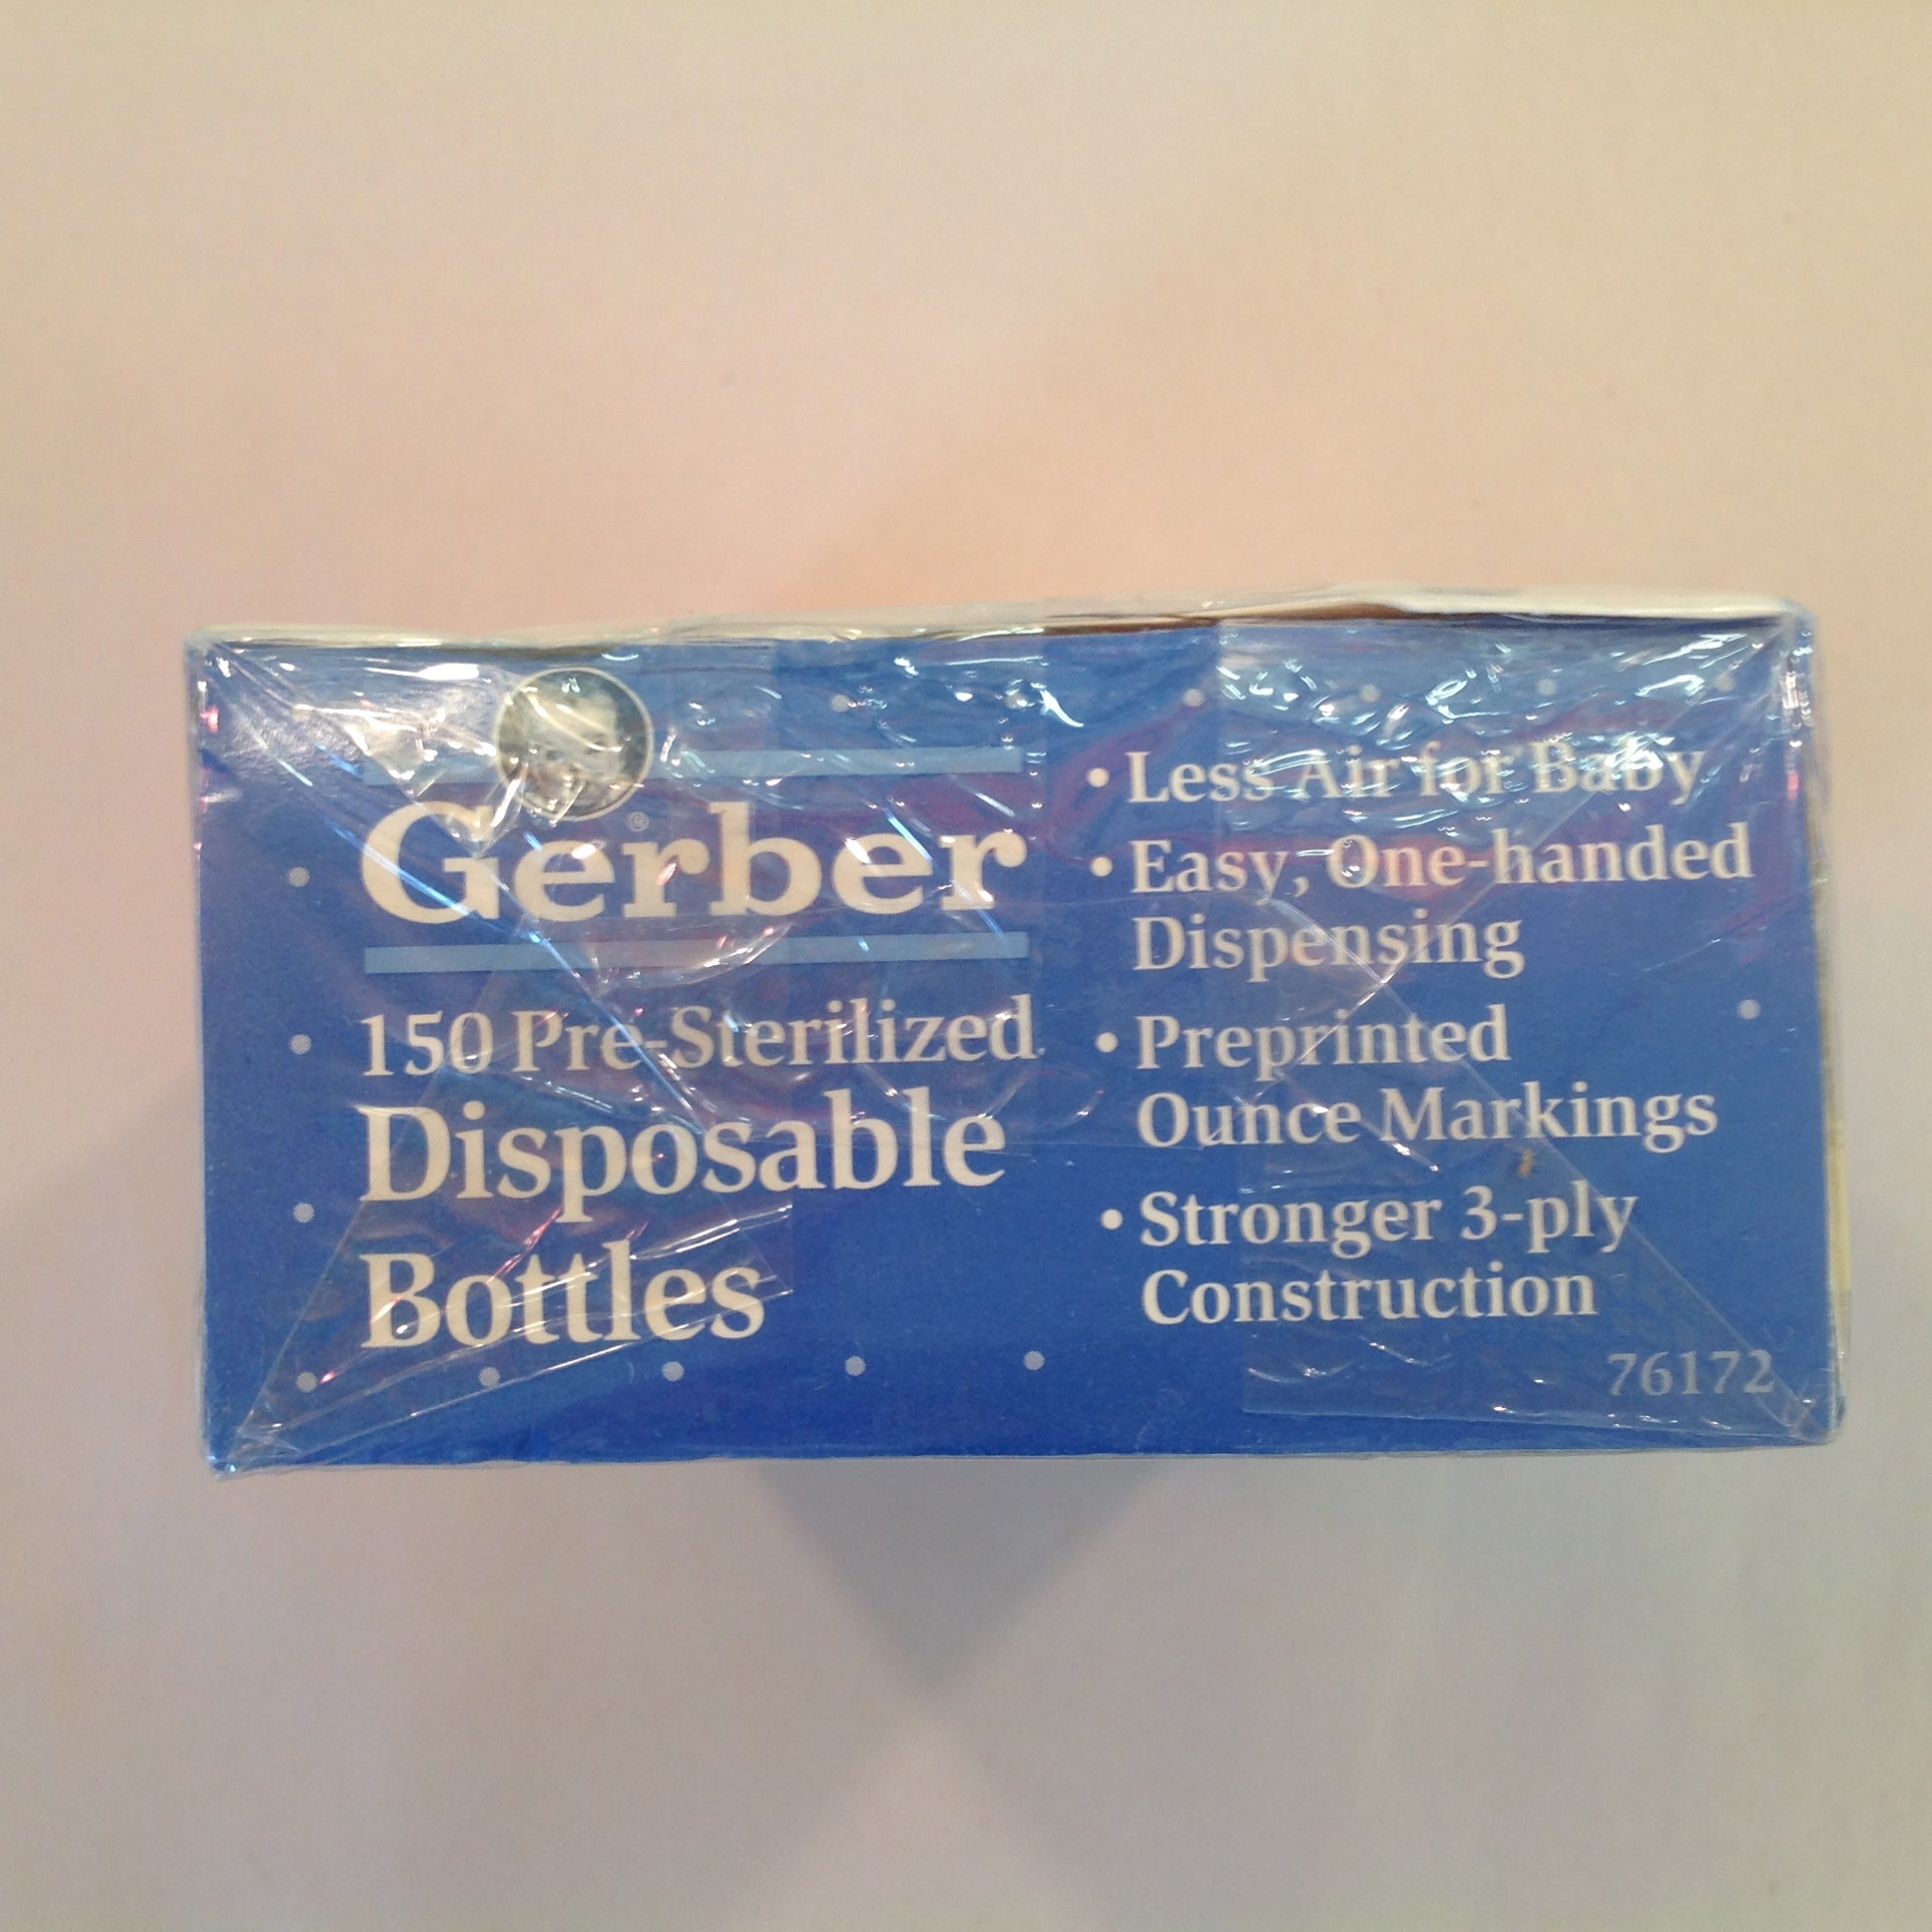 Gerber®
150 Pre-Sterilized
Disposable
Bottles
• Less Air for Baby
• Easy, One-handed
Dispensing
• Preprinted
Ounce Markings
• Stronger 3-ply
Construction
76172